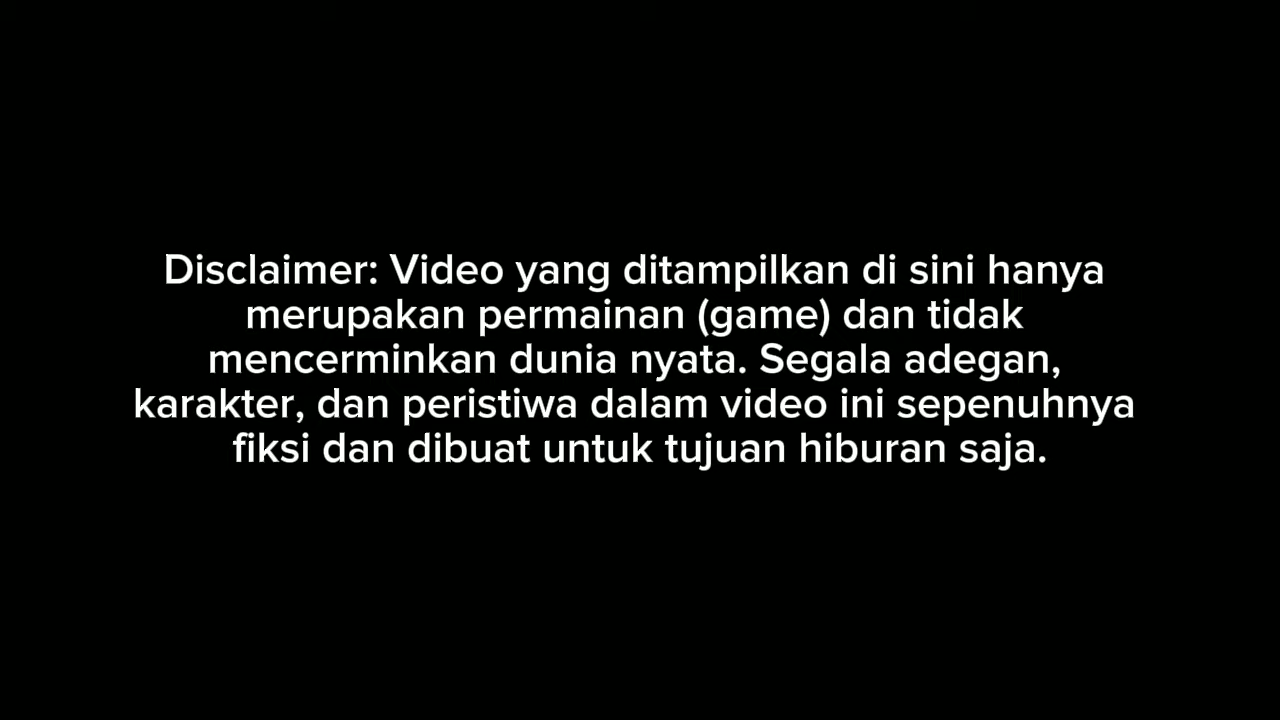 Disclaimer: Video yang ditampilkan di sini hanya
merupakan permainan (game) dan tidak
mencerminkan dunia nyata. Segala adegan,
karakter, dan peristiwa dalam video ini sepenuhnya
fiksi dan dibuat untuk tujuan hiburan saja.